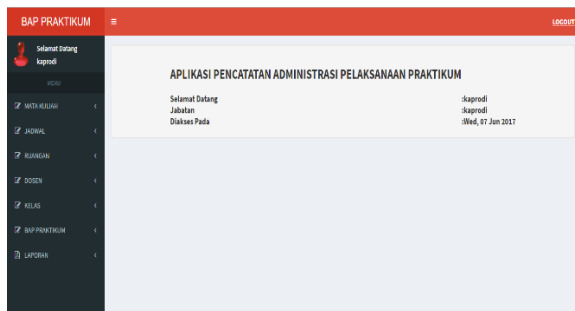 BAP PRAKTIKUM
LOGOUT
Selamat Datang
kaprodi
MENU
MATA KULIAH
JADWAL
RUANGAN
DOSEN
KELAS
BAP PRAKTIKUM
LAPORAN
APLIKASI PENCATATAN ADMINISTRASI PELAKSANAAN PRAKTIKUM
Selamat Datang :kaprodi
Jabatan :kaprodi
Diakses Pada :Wed, 07 Jun 2017